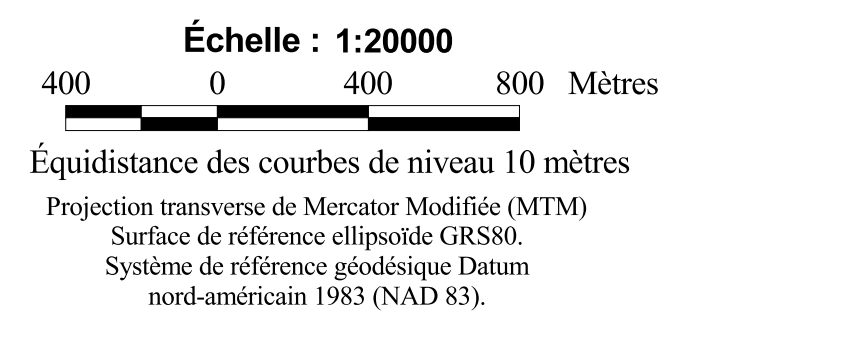 Échelle : 1:20000
400 0 400 800 Mètres
Équidistance des courbes de niveau 10 mètres
Projection transverse de Mercator Modifiée (MTM)
Surface de référence ellipsoïde GRS80.
Système de référence géodésique Datum
nord-américain 1983 (NAD 83).